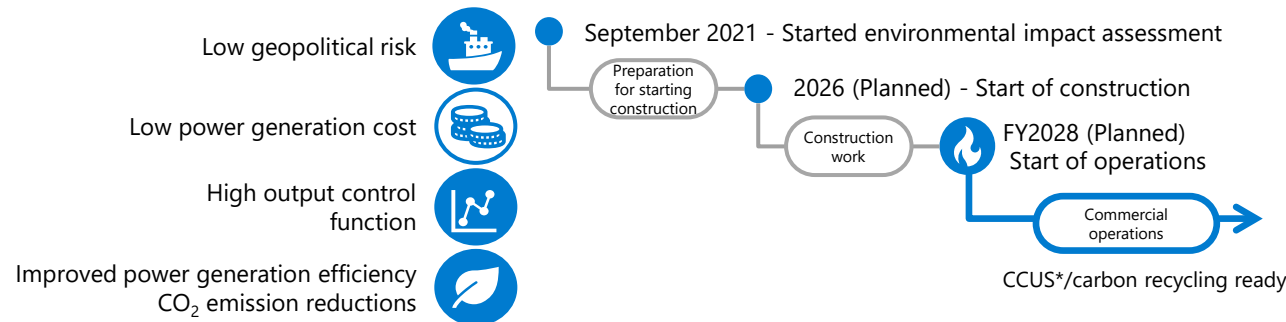 Low geopolitical risk
Low power generation cost
High output control
function
Improved power generation efficiency
CO₂ emission reductions
September 2021 - Started environmental impact assessment
Preparation
for starting
construction
2026 (Planned) - Start of construction
Construction
work
FY2028 (Planned)
Start of operations
Commercial
operations
CCUS*/carbon recycling ready